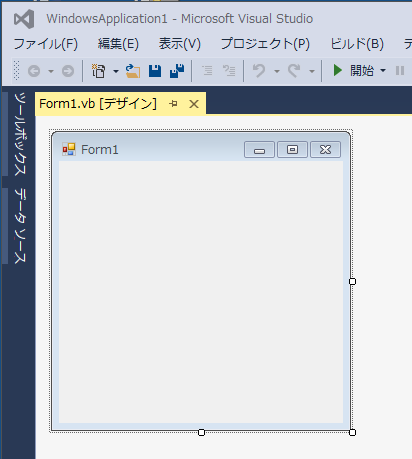 WindowsApplication1 - Microsoft Visual Studio
ファイル(F) 編集(E) 表示(V) プロジェクト(P) ビルド(B) デ
開始
Form1.vb [デザイン]
ツールボックス
データ ソース
Form1